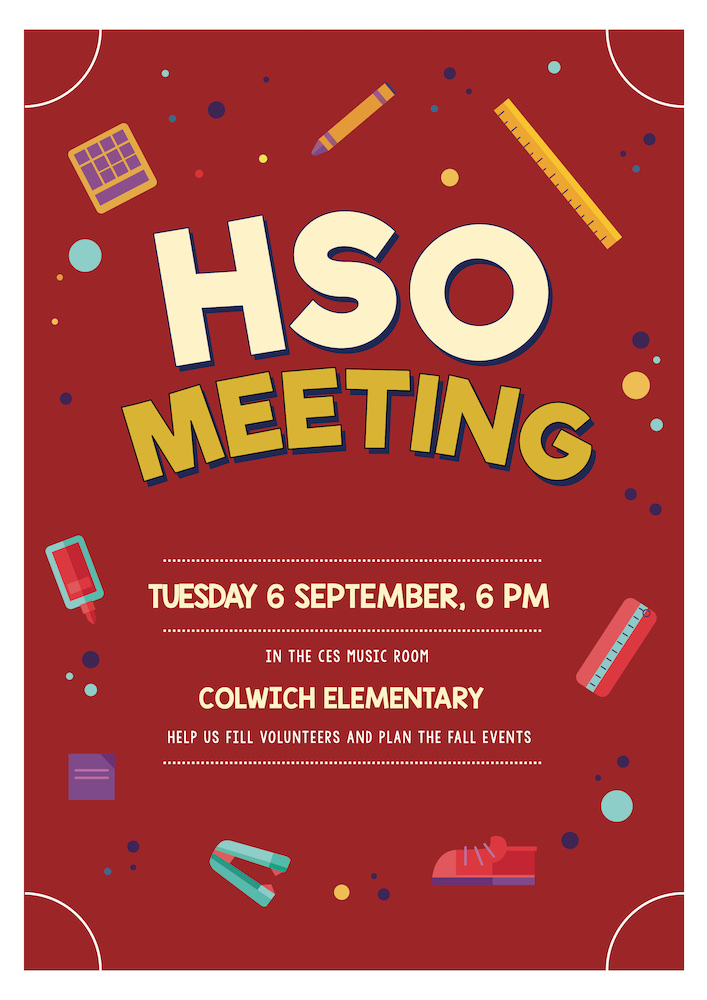 HSO
MEETING
TUESDAY 6 SEPTEMBER, 6 PM
IN THE CES MUSIC ROOM
COLWICH ELEMENTARY
HELP US FILL VOLUNTEERS AND PLAN THE FALL EVENTS